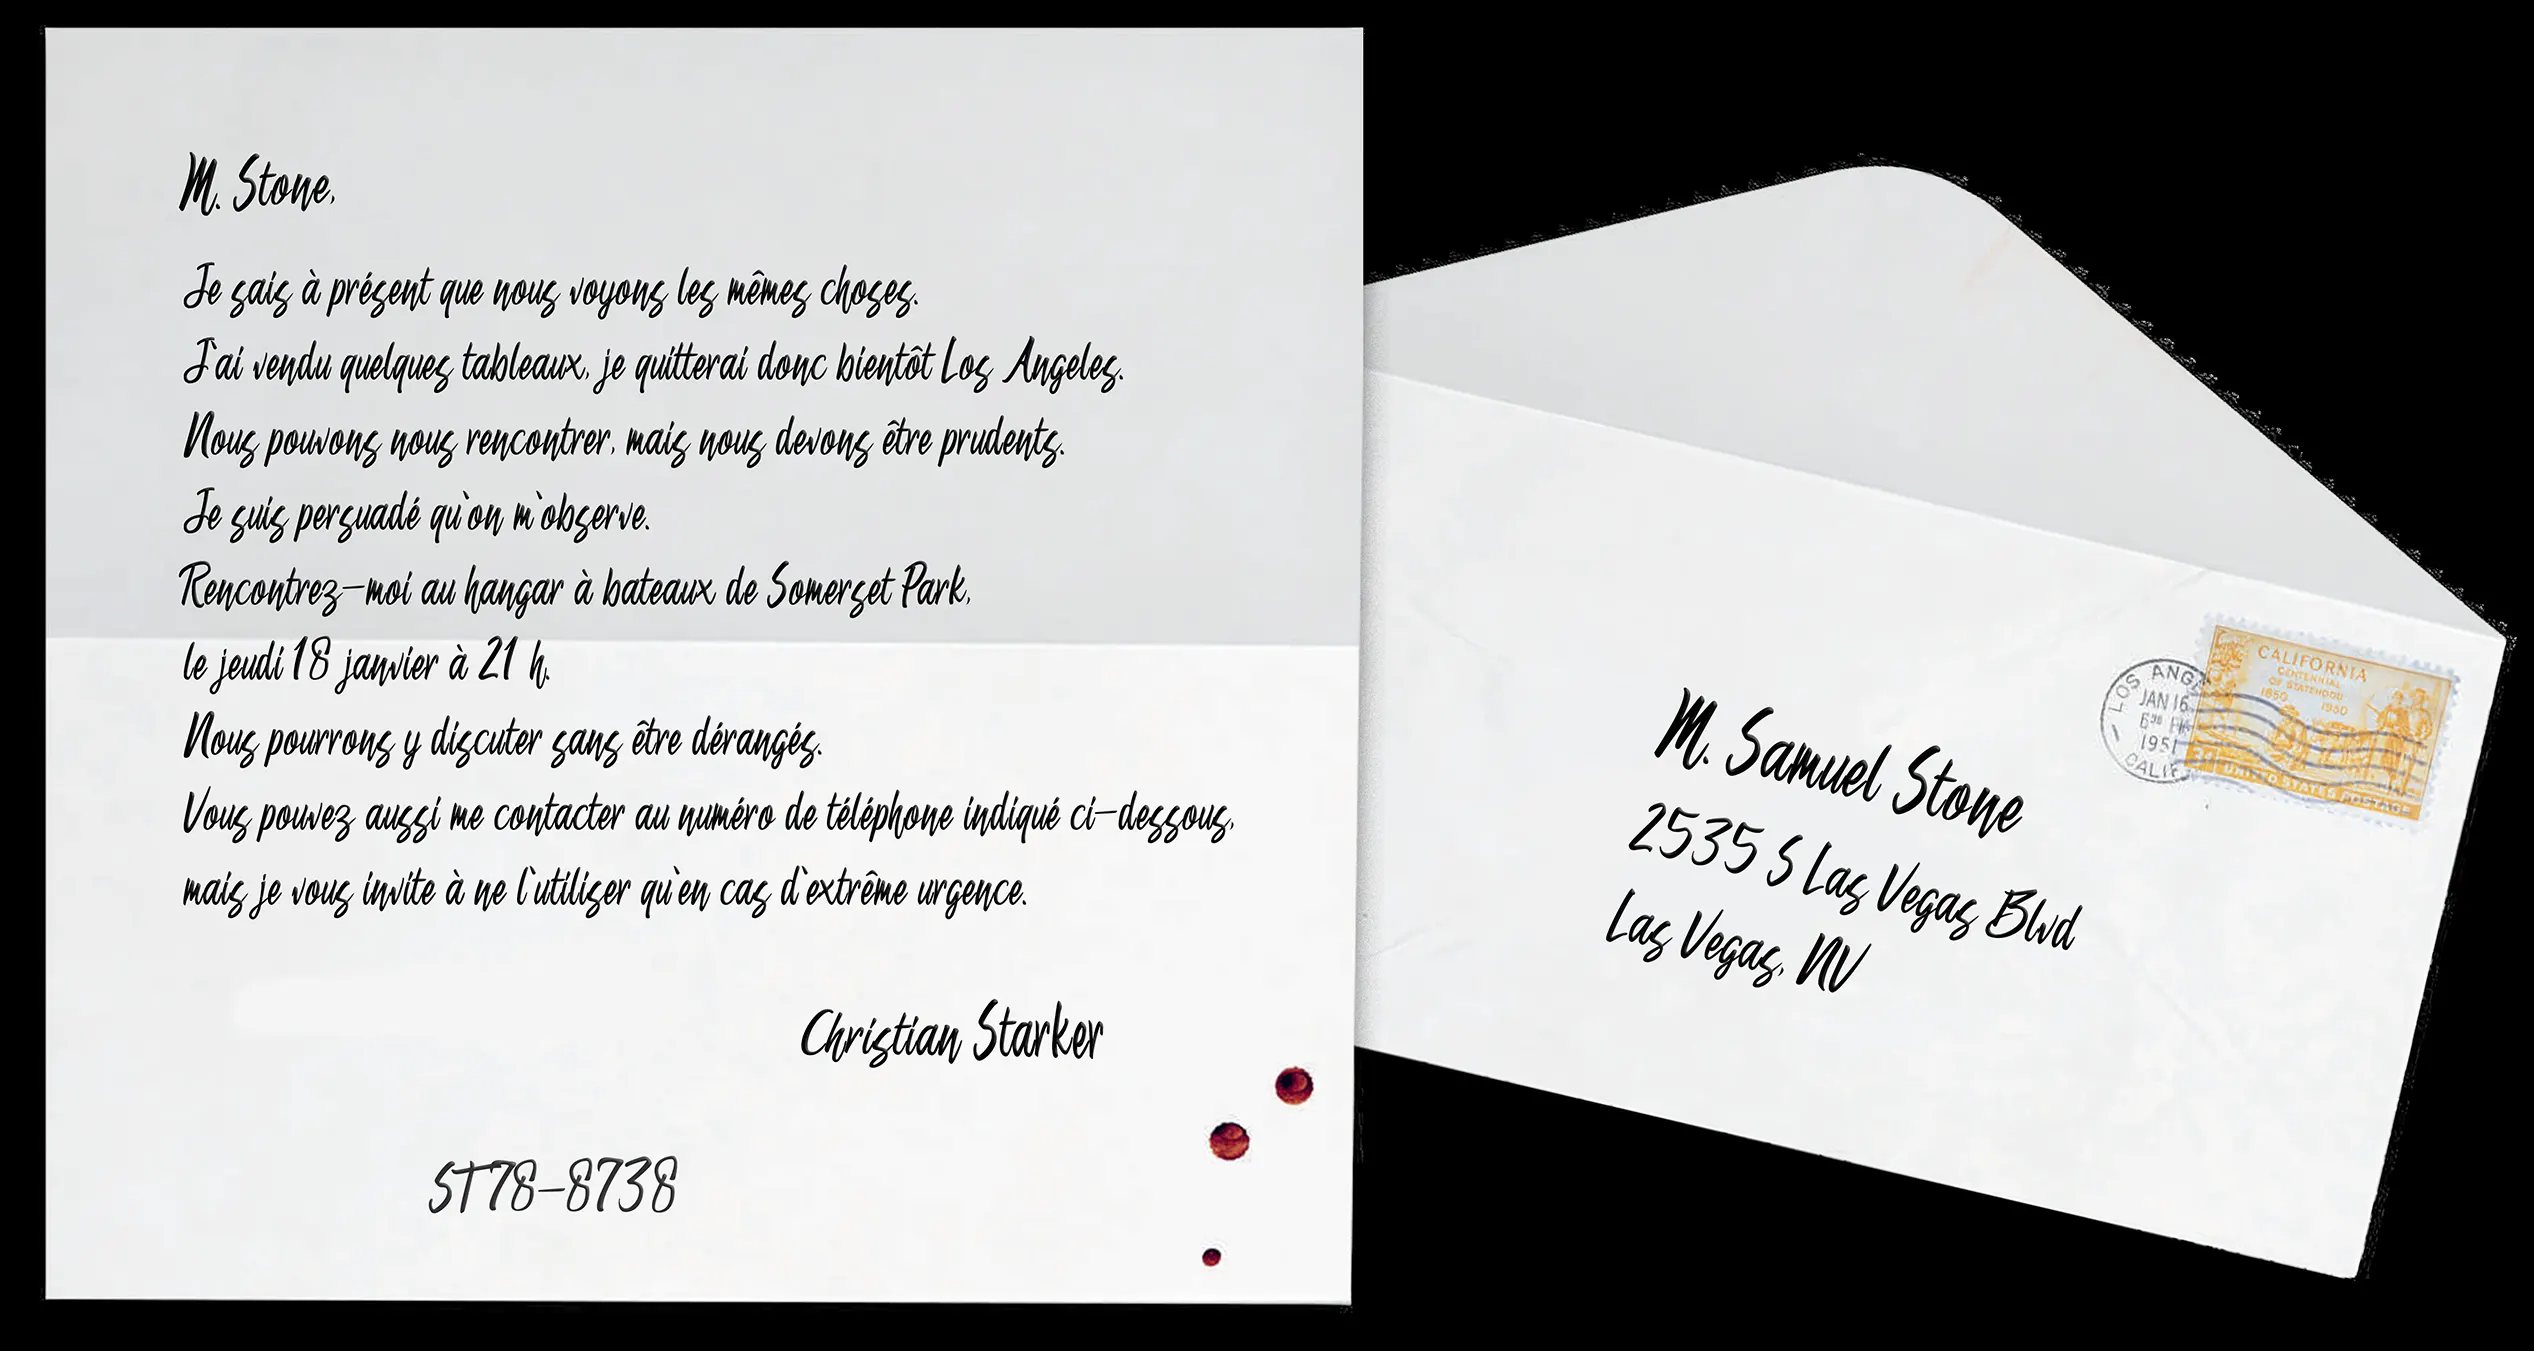 M. Stone,
Je sais à présent que nous voyons les mêmes choses.
J'ai vendu quelques tableaux, je quitterai donc bientôt Los Angeles.
Nous pouvons nous rencontrer, mais nous devons être prudents.
Je suis persuadé qu'on m'observe.
Rencontrez-moi au hangar à bateaux de Somerset Park,
le jeudi 18 janvier à 21 h.
Nous pourrons y discuter sans être dérangés.
Vous pouvez aussi me contacter au numéro de téléphone indiqué ci-dessous,
mais je vous invite à ne l'utiliser qu'en cas d'extrême urgence.
Christian Starker
ST78-8738
M. Samuel Stone
2535 S Las Vegas Blvd
Las Vegas, NV
LOS ANG
JAN 16
1951
CALIF
CALIFORNIA
CENTENNIAL
OF STATEHOOD
1850 1950
UNITED STATES POSTAGE